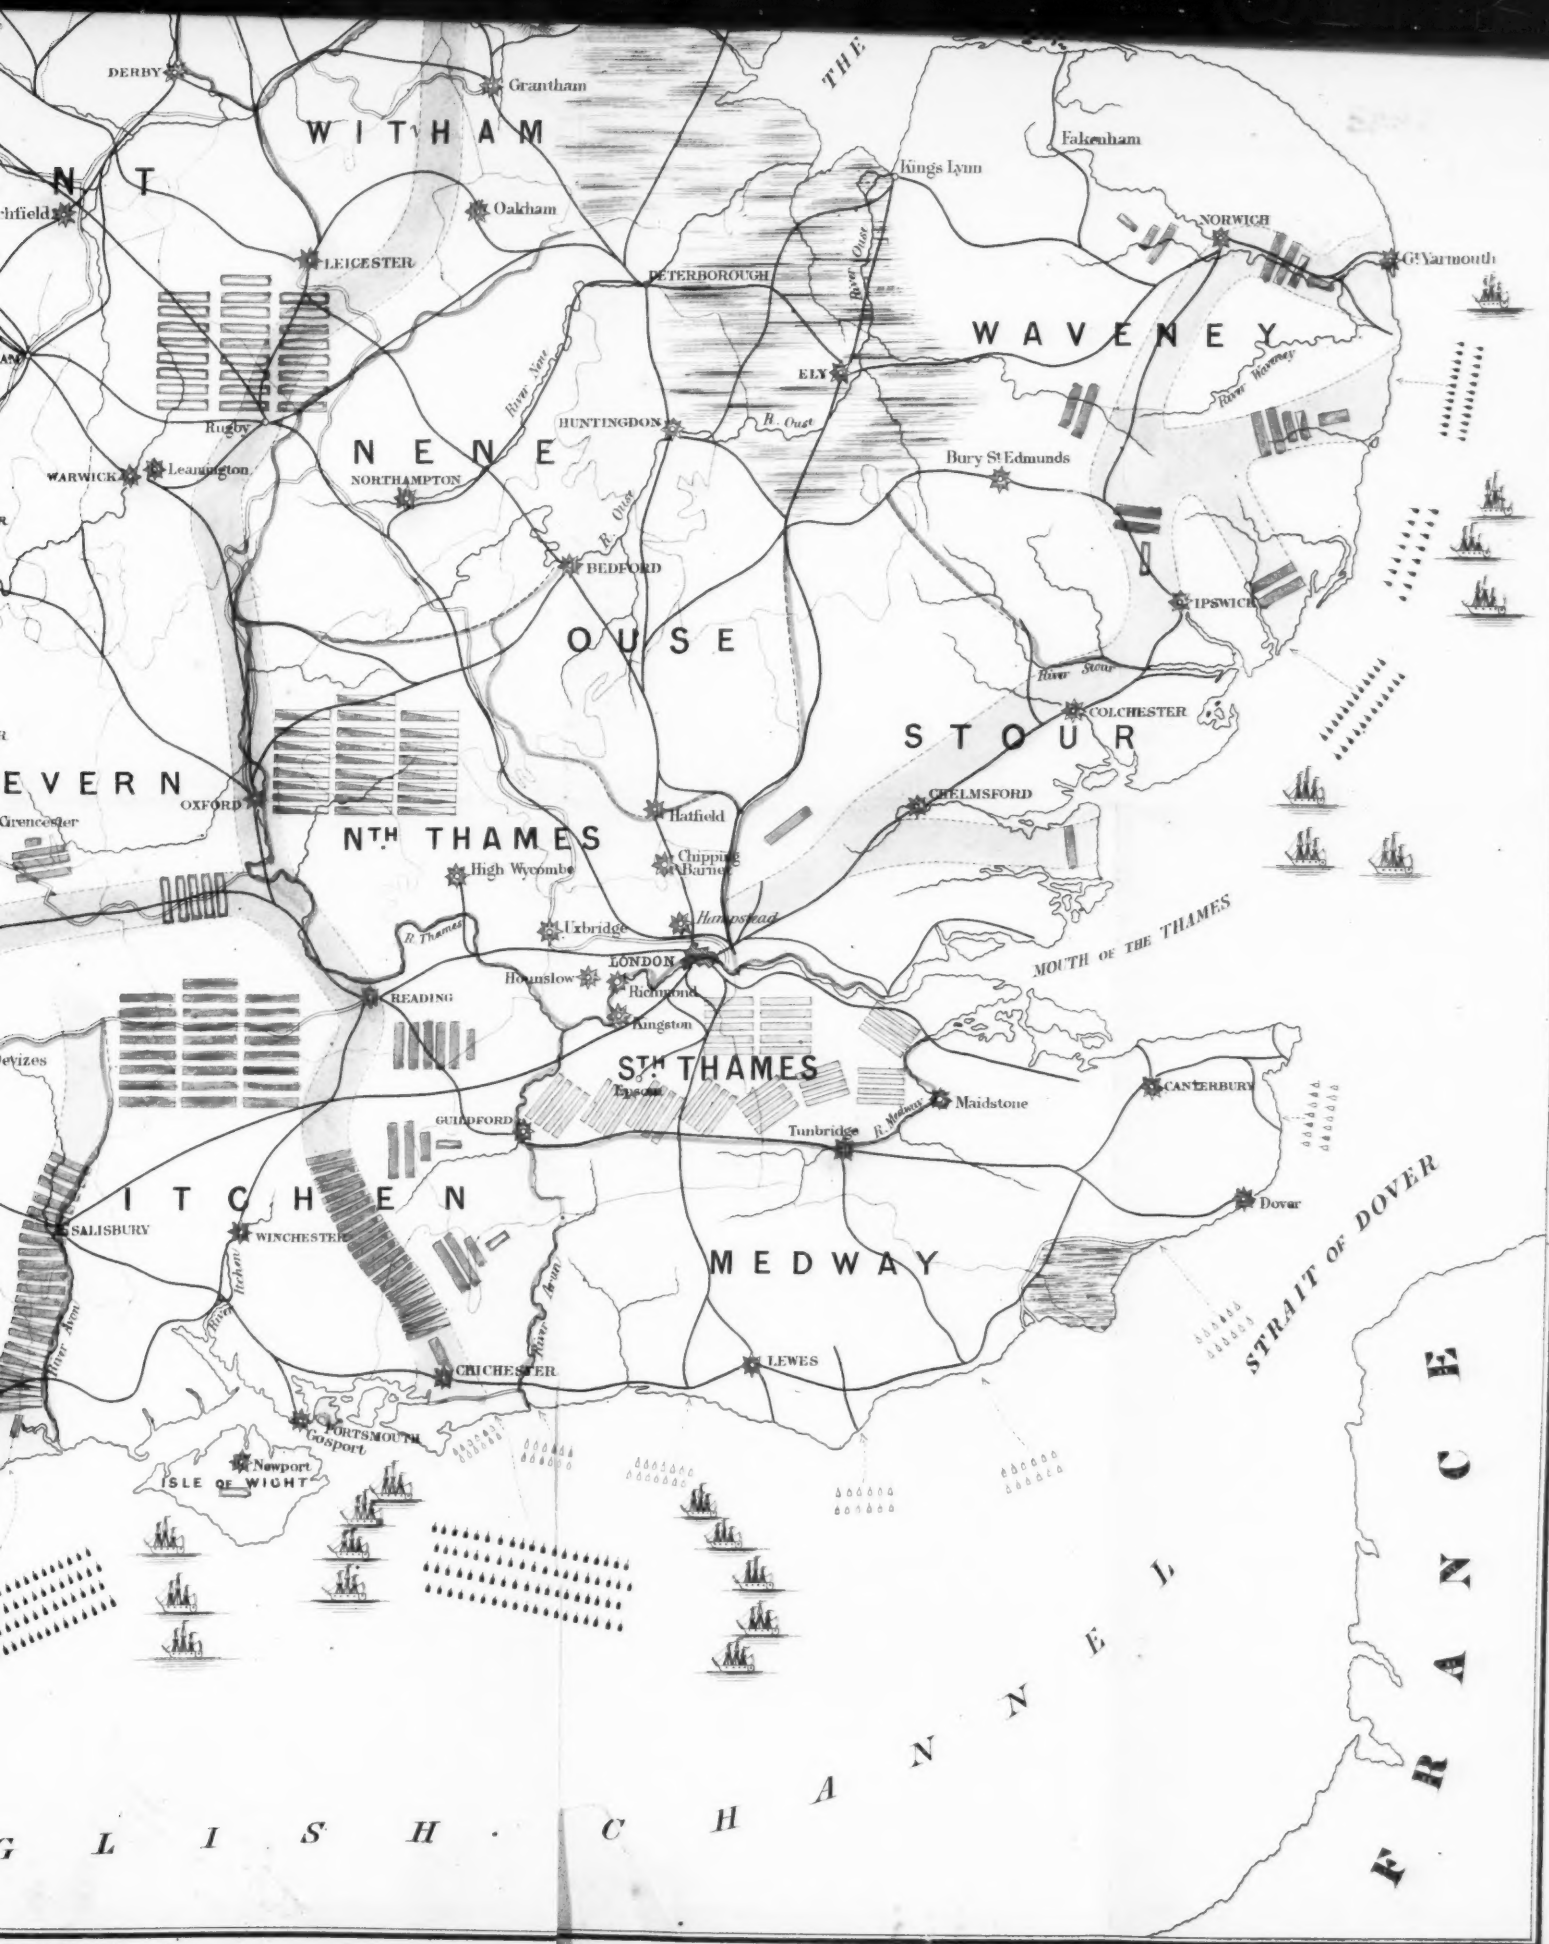 THE
DERBY
Grantham
WITHAM
Fakenham
Kings Lynn
NT
chfield
Oakham
NORWICH
LEICESTER
Gt. Yarmouth
PETERBOROUGH
River Ouse
WAVENEY
River Nene
ELY
River Waveney
Rugby
HUNTINGDON
R. Ouse
NENE
Bury St. Edmunds
WARWICK
Leamington
NORTHAMPTON
R. Ouse
BEDFORD
IPSWICH
OUSE
River Stour
COLCHESTER
STOUR
EVERN
OXFORD
CHELMSFORD
Cirencester
Hatfield
NTH. THAMES
High Wycombe
Chipping
Barnet
Hampstead
Uxbridge
R. Thames
MOUTH OF THE THAMES
LONDON
Hounslow
Richmond
READING
Kingston
Devizes
STH. THAMES
Epsom
CANTERBURY
Maidstone
GUILDFORD
R. Medway
Tunbridge
ITCHEN
Dover
SALISBURY
WINCHESTER
STRAIT OF DOVER
MEDWAY
River Itchen
River Arun
River Avon
LEWES
CHICHESTER
PORTSMOUTH
Gosport
Newport
ISLE OF WIGHT
FRANCE
GLISH CHANNEL